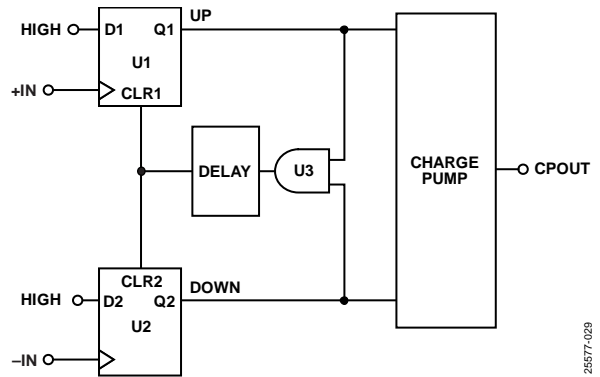 UP
HIGH D1 Q1
U1
+IN
CLR1
DELAY
U3
CHARGE
PUMP
CPOUT
CLR2
DOWN
HIGH D2 Q2
U2
–IN
25577-029